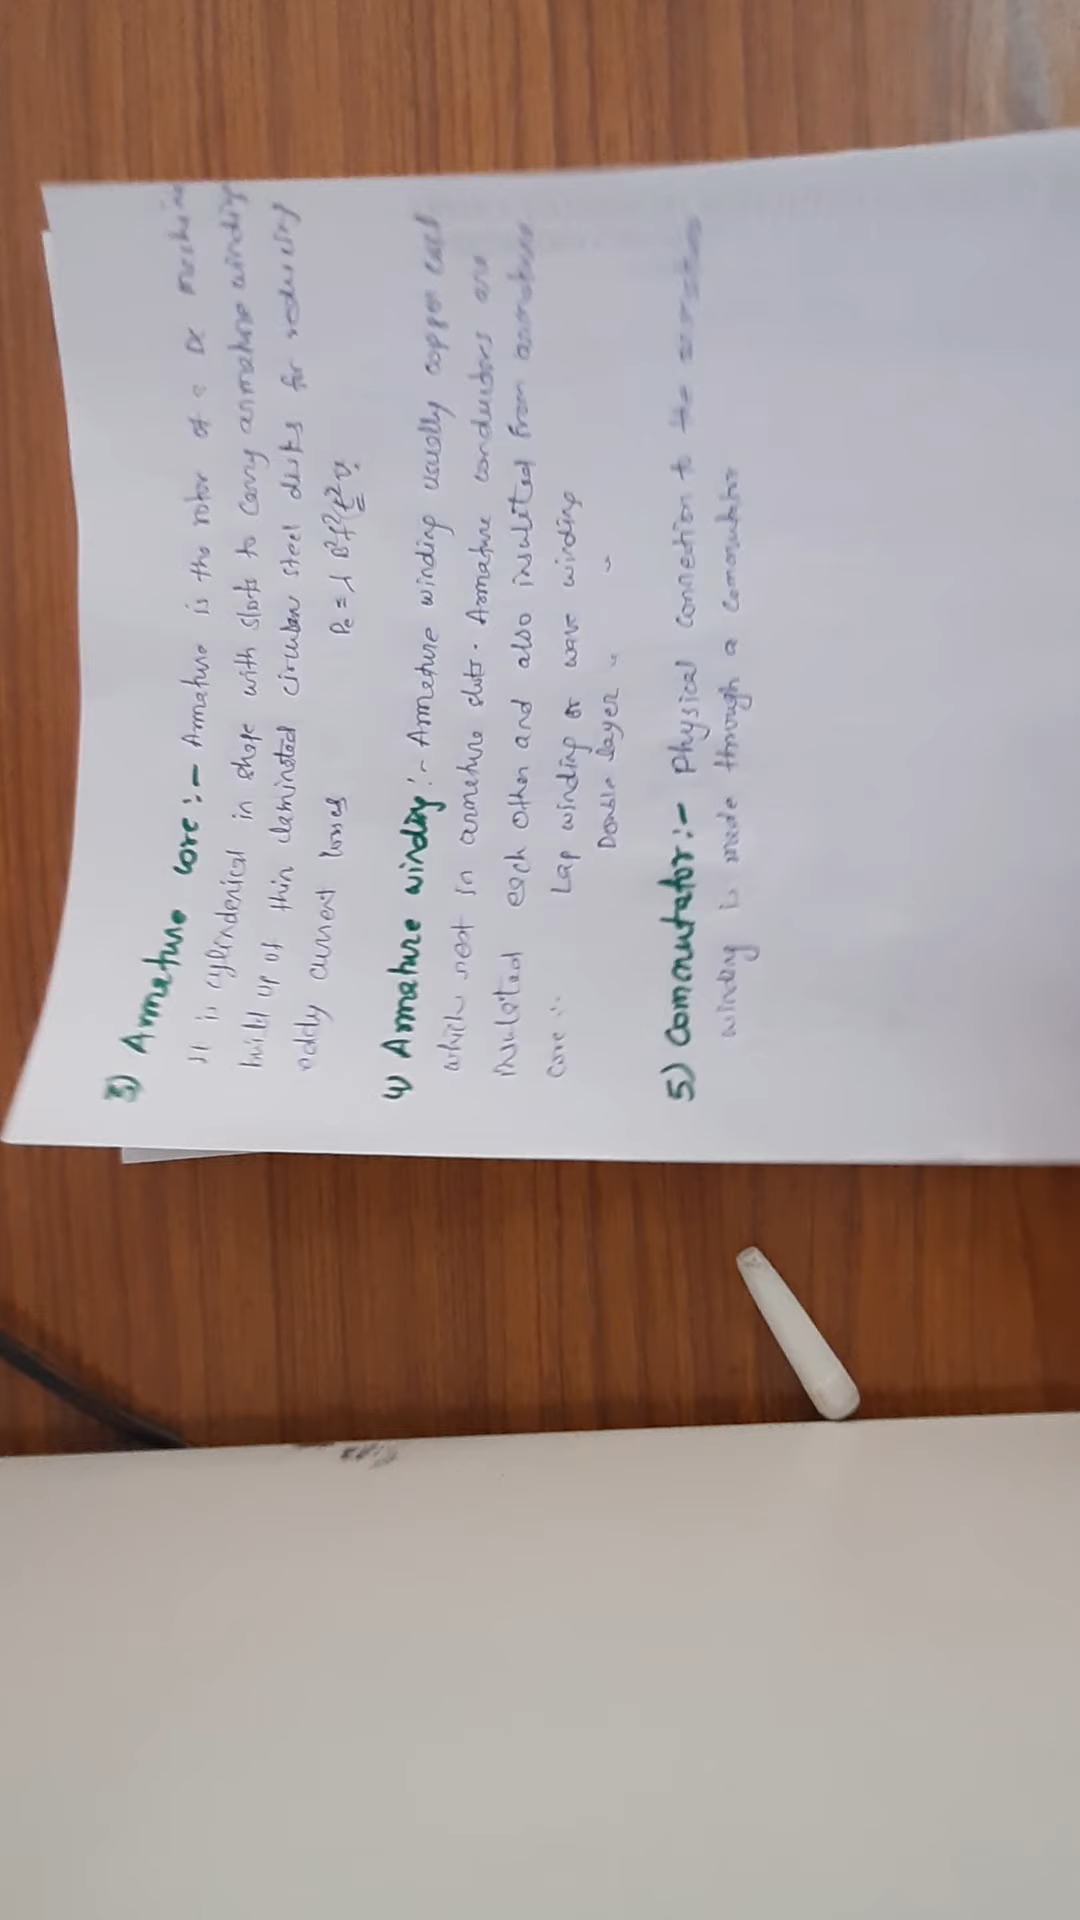 3) Armature core :- Armature is the rotor of a DC machine
It is cylinderical in shape with slots to carry armature winding
build up of thin laminated circular steel disks for reducing
eddy current losses Pe = λ B²f²t²v
4) Armature winding :- Armature winding usually copper
which rest in armature slots. Armature conductors are
insulated each other and also insulated from armature
core :-
Lap winding or wave winding
Double layer " "
5) Commutator :- Physical connection to the
winding is made through a commutator